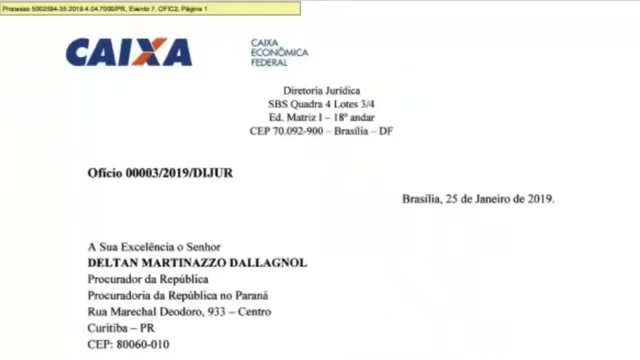 Processo 5002594-35.2019.4.04.7000/PR, Evento 7, OFIC2, Página 1
CAIXA
CAIXA
ECONÔMICA
FEDERAL
Diretoria Jurídica
SBS Quadra 4 Lotes 3/4
Ed. Matriz I – 18º andar
CEP 70.092-900 – Brasília – DF
Ofício 00003/2019/DIJUR
Brasília, 25 de Janeiro de 2019.
A Sua Excelência o Senhor
DELTAN MARTINAZZO DALLAGNOL
Procurador da República
Procuradoria da República no Paraná
Rua Marechal Deodoro, 933 – Centro
Curitiba – PR
CEP: 80060-010